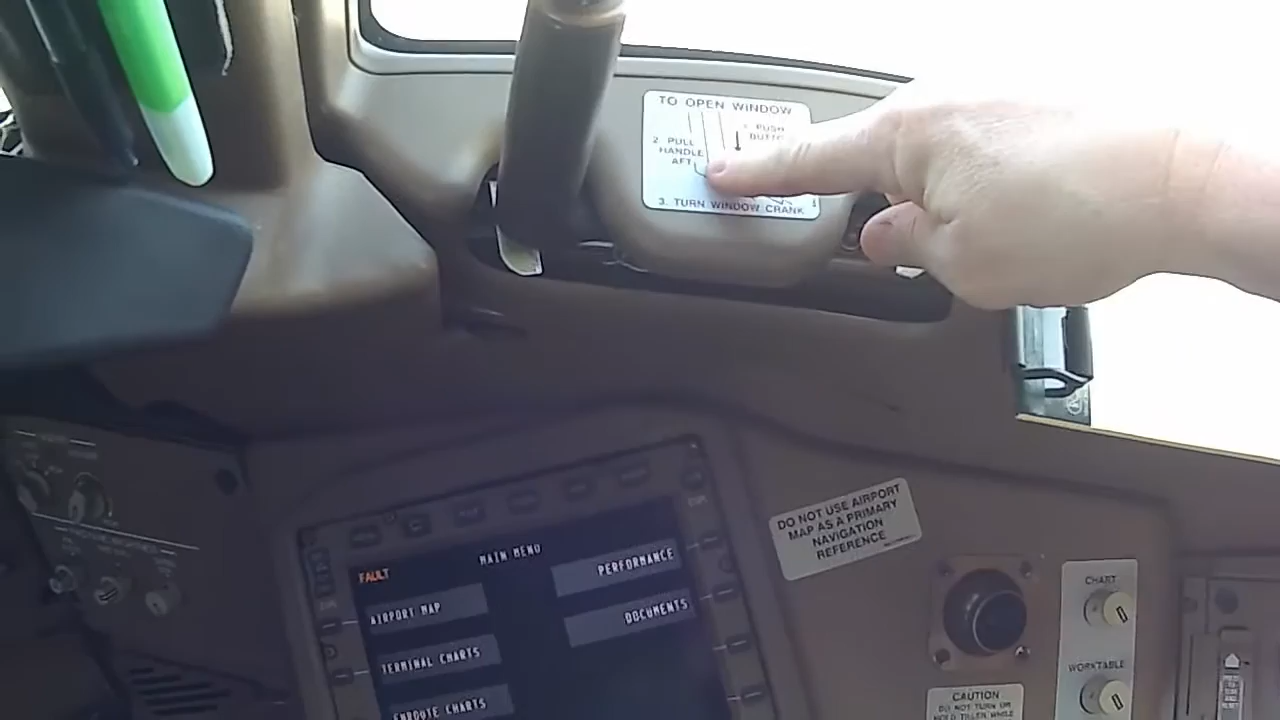 TO OPEN WINDOW
1. PUSH
2. PULL
HANDLE
AFT
3. TURN WINDOW CRANK
DO NOT USE AIRPORT
MAP AS A PRIMARY
NAVIGATION
REFERENCE
MAIN MENU
FAULT
PERFORMANCE
AIRPORT MAP
DOCUMENTS
TERMINAL CHARTS
ENROUTE CHARTS
CHART
WORKTABLE
CAUTION
DO NOT TURN OR
HOLD TILLER WHILE